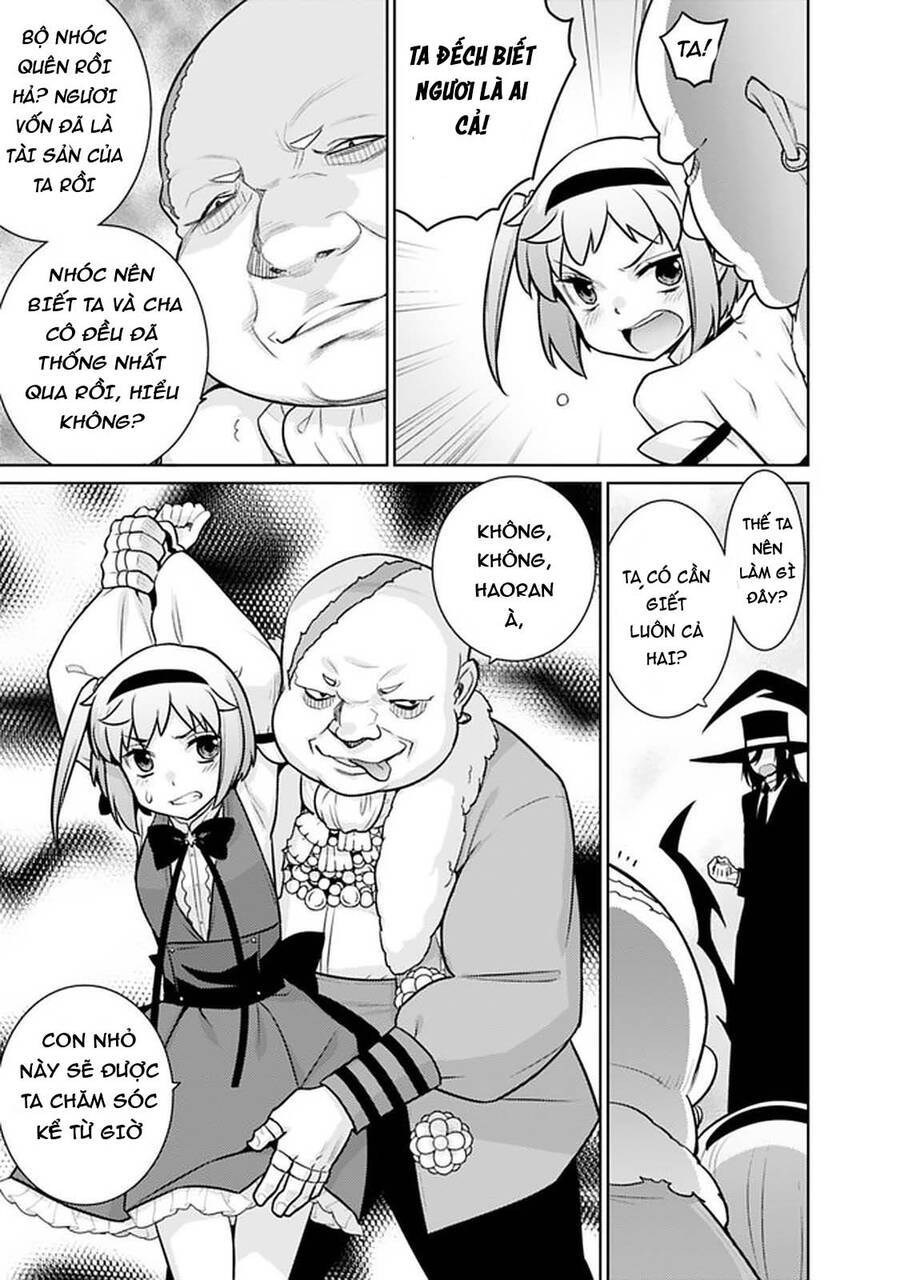 TA!
TA ĐẾCH BIẾT
NGƯƠI LÀ AI
CẢ!
BỘ NHÓC
QUÊN RỒI
HẢ? NGƯƠI
VỐN ĐÃ LÀ
TÀI SẢN CỦA
TA RỒI
NHÓC NÊN
BIẾT TA VÀ CHA
CÔ ĐỀU ĐÃ
THỐNG NHẤT
QUA RỒI, HIỂU
KHÔNG?
THẾ TA
NÊN
LÀM GÌ
ĐÂY?
TA CÓ CẦN
GIẾT
LUÔN CẢ
HAI?
KHÔNG,
KHÔNG,
HAORAN
À,
CON NHỎ
NÀY SẼ ĐƯỢC
TA CHĂM SÓC
KỂ TỪ GIỜ